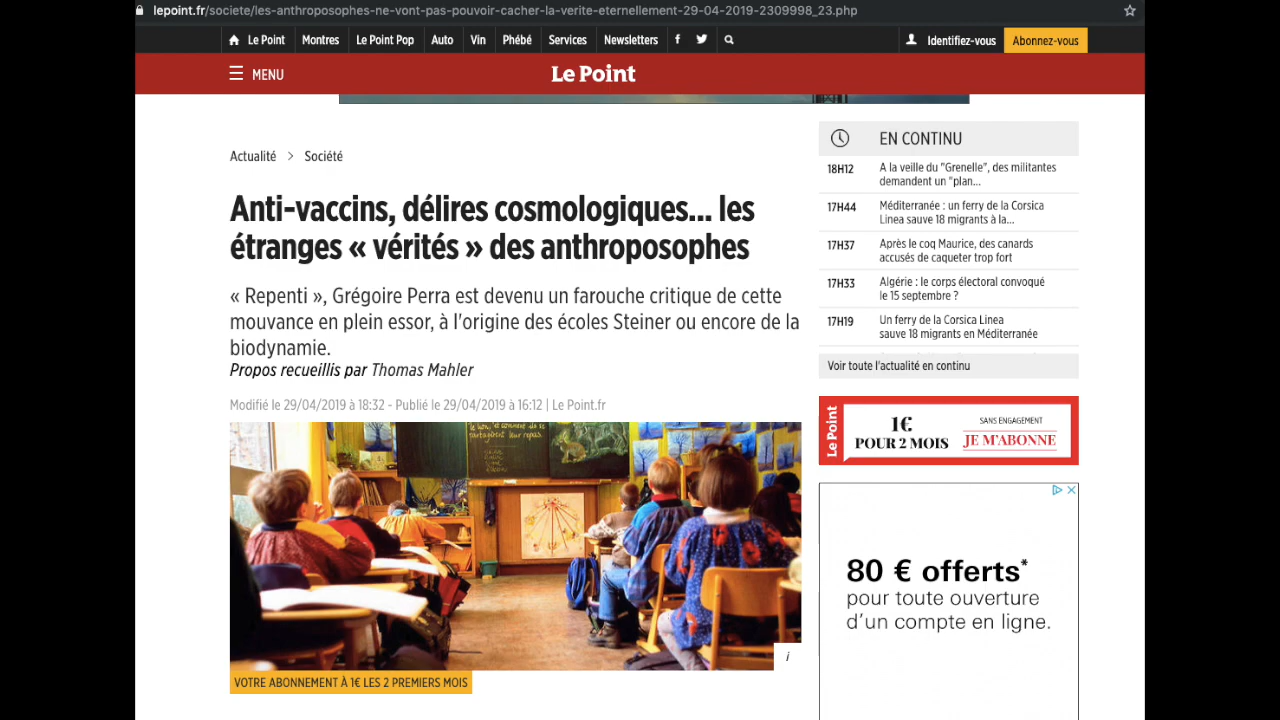 lepoint.fr/societe/les-anthroposophes-ne-vont-pas-pouvoir-cacher-la-verite-eternellement-29-04-2019-2309998_23.php
Le Point Montres Le Point Pop Auto Vin Phébé Services Newsletters f Identifiez-vous Abonnez-vous
MENU Le Point
Actualité > Société
Anti-vaccins, délires cosmologiques... les
étranges « vérités » des anthroposophes
« Repenti », Grégoire Perra est devenu un farouche critique de cette
mouvance en plein essor, à l'origine des écoles Steiner ou encore de la
biodynamie.
Propos recueillis par Thomas Mahler
Modifié le 29/04/2019 à 18:32 - Publié le 29/04/2019 à 16:12 | Le Point.fr
i
VOTRE ABONNEMENT À 1€ LES 2 PREMIERS MOIS
EN CONTINU
18H12 A la veille du "Grenelle", des militantes
demandent un "plan...
17H44 Méditerranée : un ferry de la Corsica
Linea sauve 18 migrants à la...
17H37 Après le coq Maurice, des canards
accusés de caqueter trop fort
17H33 Algérie : le corps électoral convoqué
le 15 septembre ?
17H19 Un ferry de la Corsica Linea
sauve 18 migrants en Méditerranée
Voir toute l'actualité en continu
Le Point
1€
POUR 2 MOIS
SANS ENGAGEMENT
JE M'ABONNE
80 € offerts*
pour toute ouverture
d'un compte en ligne.